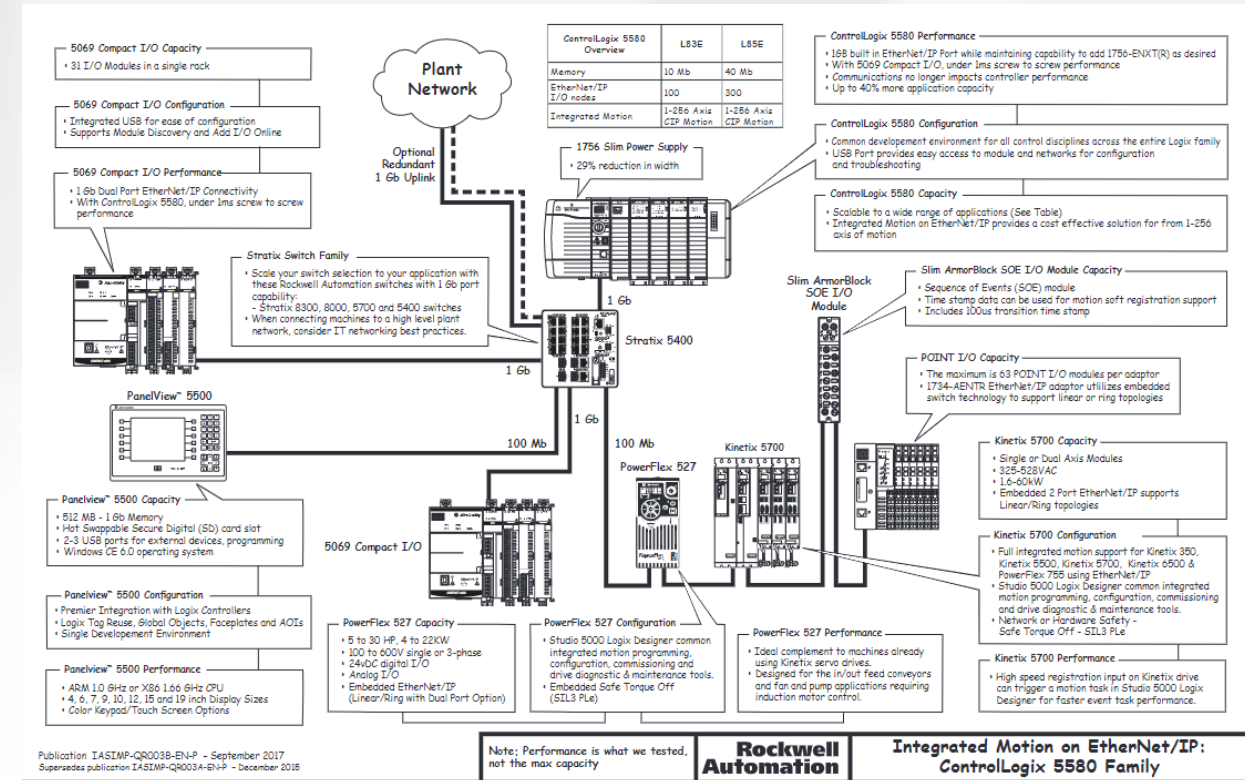 5069 Compact I/O Capacity
• 31 I/O Modules in a single rack
5069 Compact I/O Configuration
• Integrated USB for ease of configuration
• Supports Module Discovery and Add I/O Online
5069 Compact I/O Performance
• 1 Gb Dual Port EtherNet/IP Connectivity
• With ControlLogix 5580, under 1ms screw to screw
performance
Plant
Network
Optional
Redundant
1 Gb Uplink
ControlLogix 5580
Overview
L83E
L85E
Memory
10 Mb
40 Mb
EtherNet/IP
I/O nodes
100
300
Integrated Motion
1-256 Axis
CIP Motion
1-256 Axis
CIP Motion
1756 Slim Power Supply
• 29% reduction in width
ControlLogix 5580 Performance
• 1GB built in EtherNet/IP Port while maintaining capability to add 1756-ENXT(R) as desired
• With 5069 Compact I/O, under 1ms screw to screw performance
• Communications no longer impacts controller performance
• Up to 40% more application capacity
ControlLogix 5580 Configuration
• Common developement environment for all control disciplines across the entire Logix family
• USB Port provides easy access to module and networks for configuration
and troubleshooting
ControlLogix 5580 Capacity
• Scalable to a wide range of applications (See Table)
• Integrated Motion on EtherNet/IP provides a cost effective solution for from 1-256
axis of motion
Stratix Switch Family
• Scale your switch selection to your application with
these Rockwell Automation switches with 1 Gb port
capability:
- Stratix 8300, 8000, 5700 and 5400 switches
• When connecting machines to a high level plant
network, consider IT networking best practices.
1 Gb
Stratix 5400
1 Gb
Slim ArmorBlock
SOE I/O
Module
Slim ArmorBlock SOE I/O Module Capacity
• Sequence of Events (SOE) module
• Time stamp data can be used for motion soft registration support
• Includes 100us transition time stamp
POINT I/O Capacity
• The maximum is 63 POINT I/O modules per adaptor
• 1734-AENTR EtherNet/IP adaptor utlilizes embedded
switch technology to support linear or ring topologies
PanelView™ 5500
100 Mb
1 Gb
100 Mb
PowerFlex 527
Kinetix 5700
5069 Compact I/O
Kinetix 5700 Capacity
• Single or Dual Axis Modules
• 325-528VAC
• 1.6-60kW
• Embedded 2 Port EtherNet/IP supports
Linear/Ring topologies
Kinetix 5700 Configuration
• Full integrated motion support for Kinetix 350,
Kinetix 5500, Kinetix 5700, Kinetix 6500 &
PowerFlex 755 using EtherNet/IP
• Studio 5000 Logix Designer common integrated
motion programming, configuration, commissioning
and drive diagnostic & maintenance tools.
• Network or Hardware Safety -
Safe Torque Off - SIL3 PLe
Kinetix 5700 Performance
• High speed registration input on Kinetix drive
can trigger a motion task in Studio 5000 Logix
Designer for faster event task performance.
Panelview™ 5500 Capacity
• 512 MB - 1 Gb Memory
• Hot Swappable Secure Digital (SD) card slot
• 2-3 USB ports for external devices, programming
• Windows CE 6.0 operating system
Panelview™ 5500 Configuration
• Premier Integration with Logix Controllers
• Logix Tag Reuse, Global Objects, Faceplates and AOIs
• Single Developement Environment
Panelview™ 5500 Performance
• ARM 1.0 GHz or X86 1.66 GHz CPU
• 4, 6, 7, 9, 10, 12, 15 and 19 inch Display Sizes
• Color Keypad/Touch Screen Options
PowerFlex 527 Capacity
• 5 to 30 HP, 4 to 22KW
• 100 to 600V single or 3-phase
• 24vDC digital I/O
• Analog I/O
• Embedded EtherNet/IP
(Linear/Ring with Dual Port Option)
PowerFlex 527 Configuration
• Studio 5000 Logix Designer common
integrated motion programming,
configuration, commissioning and
drive diagnostic & maintenance tools.
• Embedded Safe Torque Off
(SIL3 PLe)
PowerFlex 527 Performance
• Ideal complement to machines already
using Kinetix servo drives.
• Designed for the in/out feed conveyors
and fan and pump applications requiring
induction motor control.
Publication IASIMP-QR003B-EN-P - September 2017
Supersedes publication IASIMP-QR003A-EN-P - December 2015
Note; Performance is what we tested,
not the max capacity
Rockwell
Automation
Integrated Motion on EtherNet/IP:
ControlLogix 5580 Family